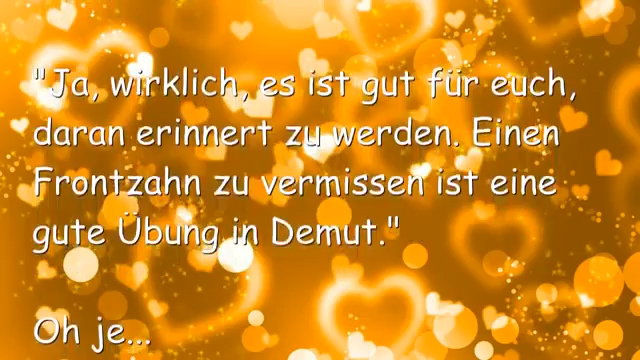 "Ja, wirklich, es ist gut für euch,
daran erinnert zu werden. Einen
Frontzahn zu vermissen ist eine
gute Übung in Demut."
Oh je...